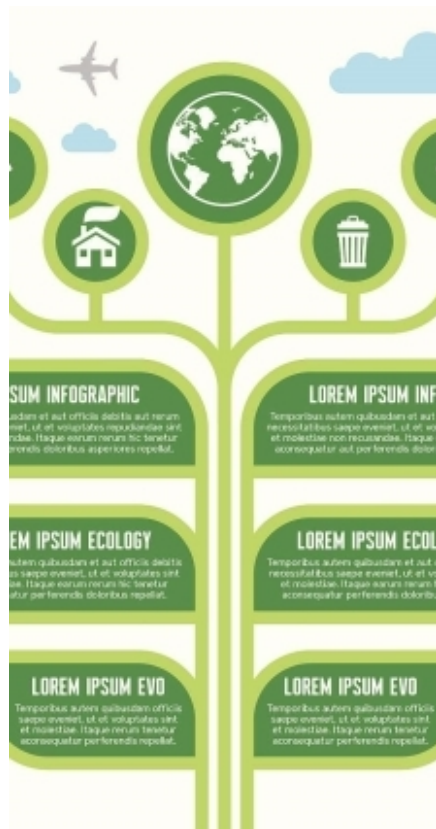 SUM INFOGRAPHIC
usdam et aut officiis debitis aut rerum
niet, ut et voluptates repudiandae sint
ndae. Itaque earum rerum hic tenetur
erendis doloribus asperiores repellat.
LOREM IPSUM INF
Temporibus autem quibusdam et aut
necessitatibus saepe eveniet, ut et
et molestiae non recusandae. Itaque
aconsequatur aut perferendis dolor
EM IPSUM ECOLOGY
autem quibusdam et aut officiis debitis
us saepe eveniet, ut et voluptates sint
ae. Itaque earum rerum hic tenetur
atur perferendis doloribus repellat.
LOREM IPSUM ECOL
Temporibus autem quibusdam et aut
necessitatibus saepe eveniet, ut et v
et molestiae. Itaque earum rerum
aconsequatur perferendis doloribu
LOREM IPSUM EVO
Temporibus autem quibusdam officiis
saepe eveniet, ut et voluptates sint
et molestiae. Itaque rerum tenetur
aconsequatur perferendis repellat.
LOREM IPSUM EVO
Temporibus autem quibusdam officiis
saepe eveniet, ut et voluptates sint
et molestiae. Itaque rerum tenetur
aconsequatur perferendis repellat.